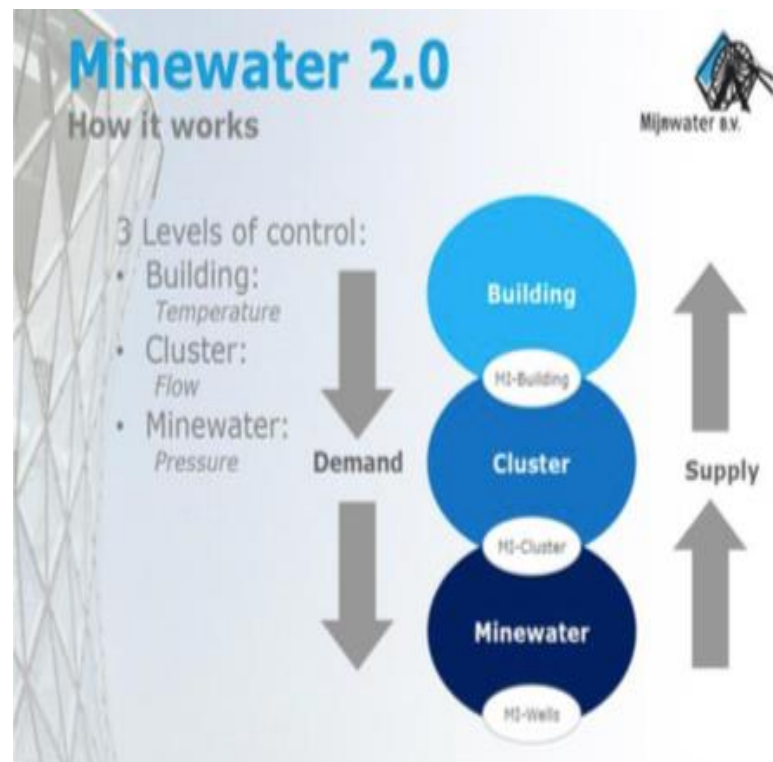 Minewater 2.0
How it works
Mijnwater B.V.
3 Levels of control:
• Building:
Temperature
• Cluster:
Flow
• Minewater:
Pressure
Demand
Building
MI-Building
Cluster
MI-Cluster
Minewater
MI-Wells
Supply